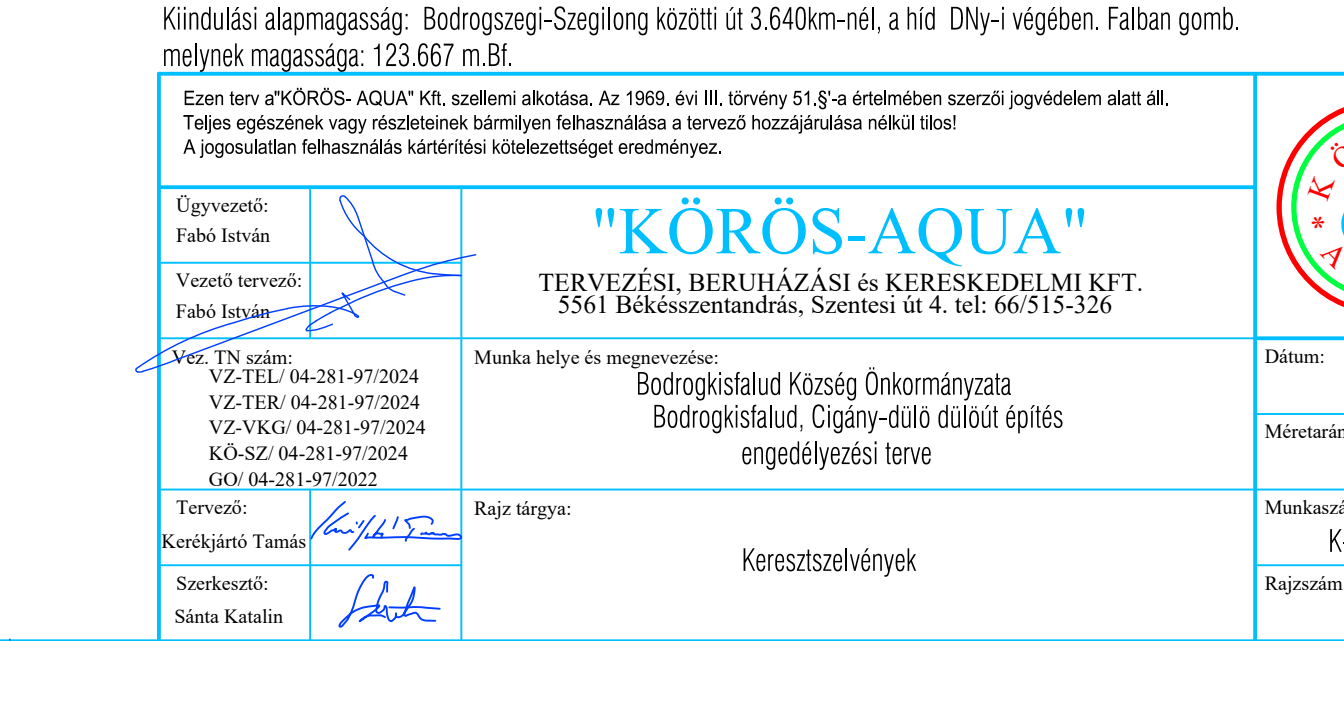 Kiindulási alapmagasság: Bodrogszegi-Szegilong közötti út 3.640km-nél, a híd DNy-i végében. Falban gomb.
melynek magassága: 123.667 m.Bf.
Ezen terv a"KÖRÖS- AQUA" Kft. szellemi alkotása. Az 1969. évi III. törvény 51.§'-a értelmében szerzői jogvédelem alatt áll.
Teljes egészének vagy részleteinek bármilyen felhasználása a tervező hozzájárulása nélkül tilos!
A jogosulatlan felhasználás kártérítési kötelezettséget eredményez.
Ügyvezető:
Fabó István
Vezető tervező:
Fabó István
"KÖRÖS-AQUA"
TERVEZÉSI, BERUHÁZÁSI és KERESKEDELMI KFT.
5561 Békésszentandrás, Szentesi út 4. tel: 66/515-326
K Ö
* A
Vez. TN szám:
VZ-TEL/ 04-281-97/2024
VZ-TER/ 04-281-97/2024
VZ-VKG/ 04-281-97/2024
KÖ-SZ/ 04-281-97/2024
GO/ 04-281-97/2022
Munka helye és megnevezése:
Bodrogkisfalud Község Önkormányzata
Bodrogkisfalud, Cigány-dülö dülöút építés
engedélyezési terve
Dátum:
Méretarán
Tervező:
Kerékjártó Tamás
Szerkesztő:
Sánta Katalin
Rajz tárgya:
Keresztszelvények
Munkaszá
K-
Rajzszám